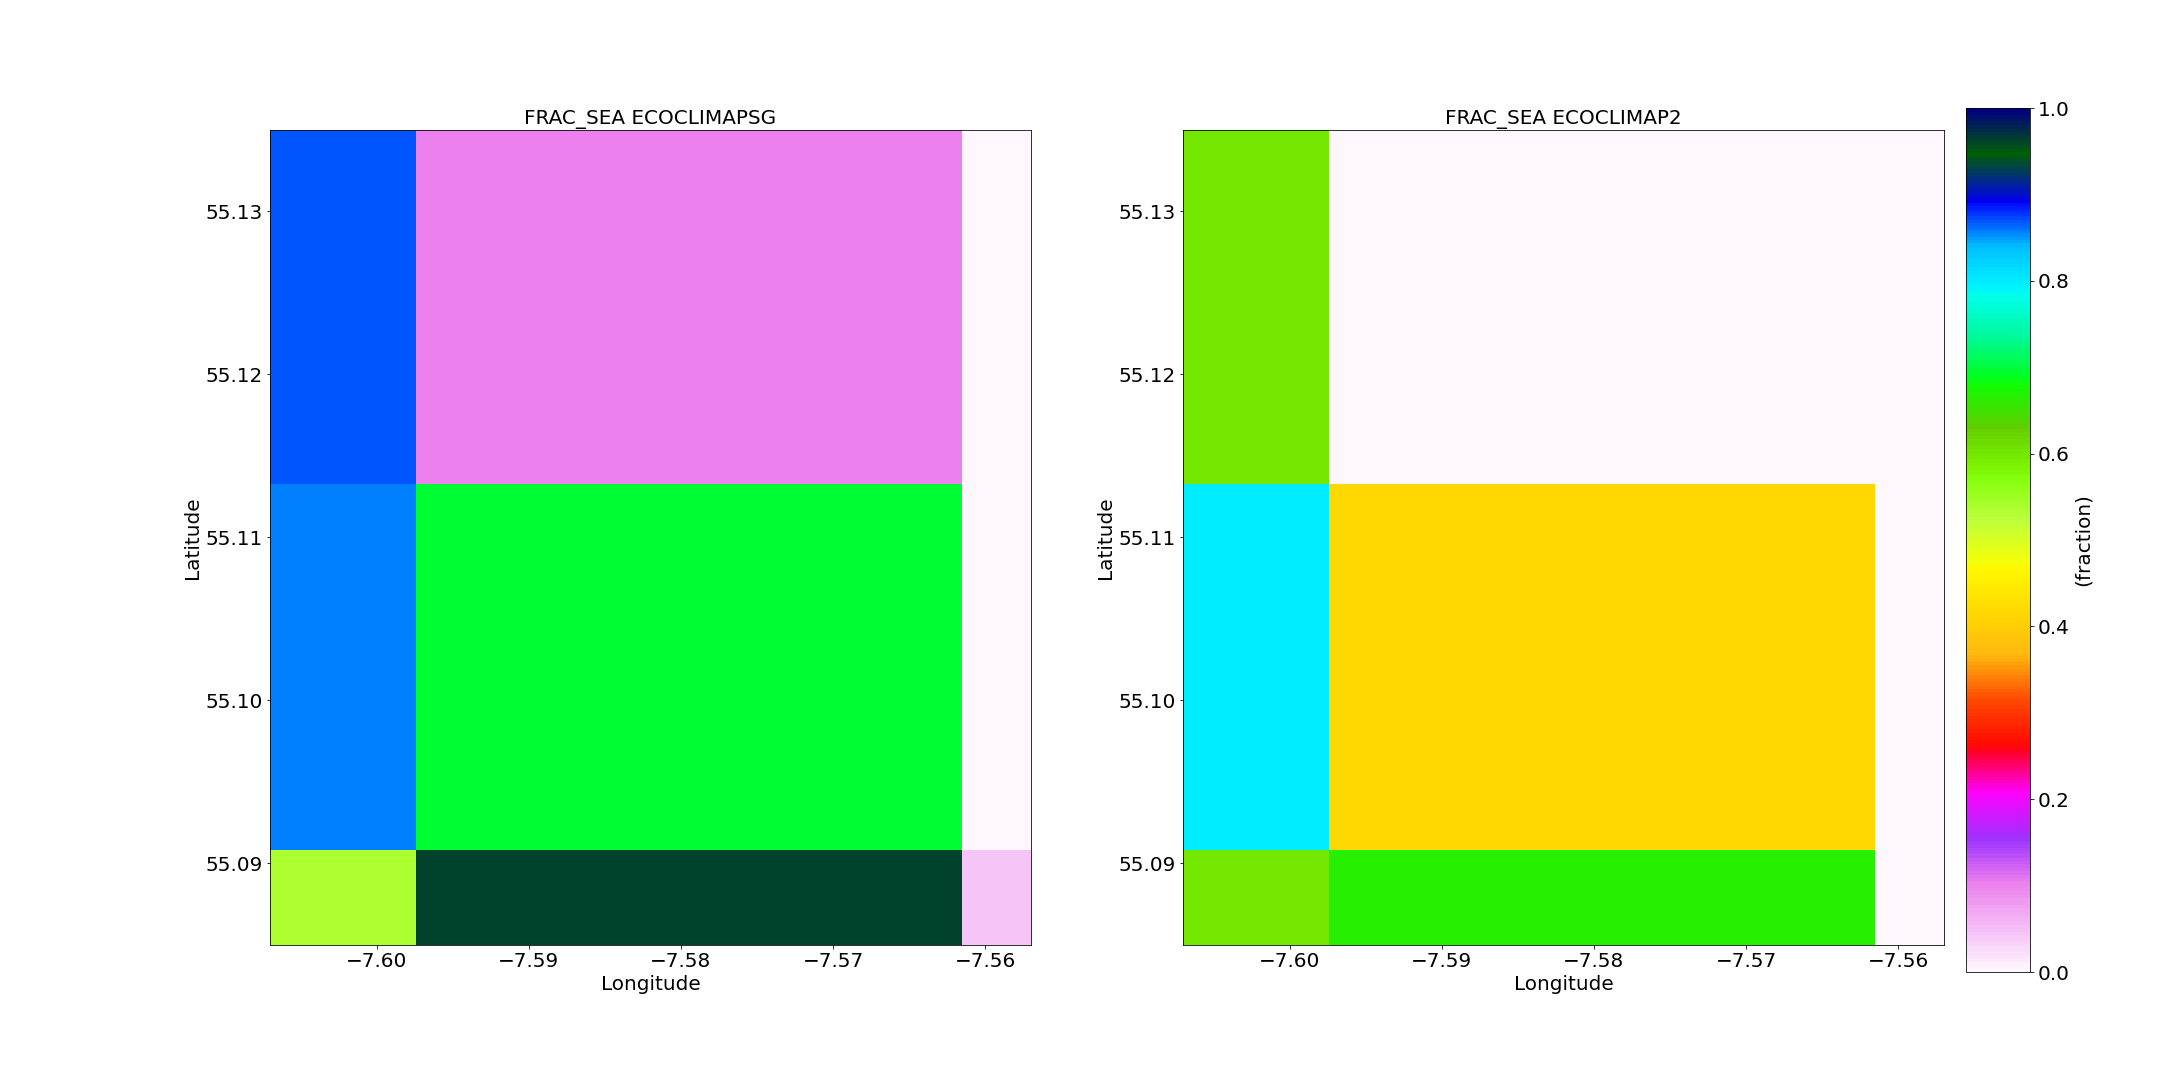 FRAC_SEA ECOCLIMAPSG
55.13
55.12
55.11
55.10
55.09
Latitude
−7.60 −7.59 −7.58 −7.57 −7.56
Longitude
FRAC_SEA ECOCLIMAP2
55.13
55.12
55.11
55.10
55.09
Latitude
−7.60 −7.59 −7.58 −7.57 −7.56
Longitude
1.0
0.8
0.6
0.4
0.2
0.0
(fraction)